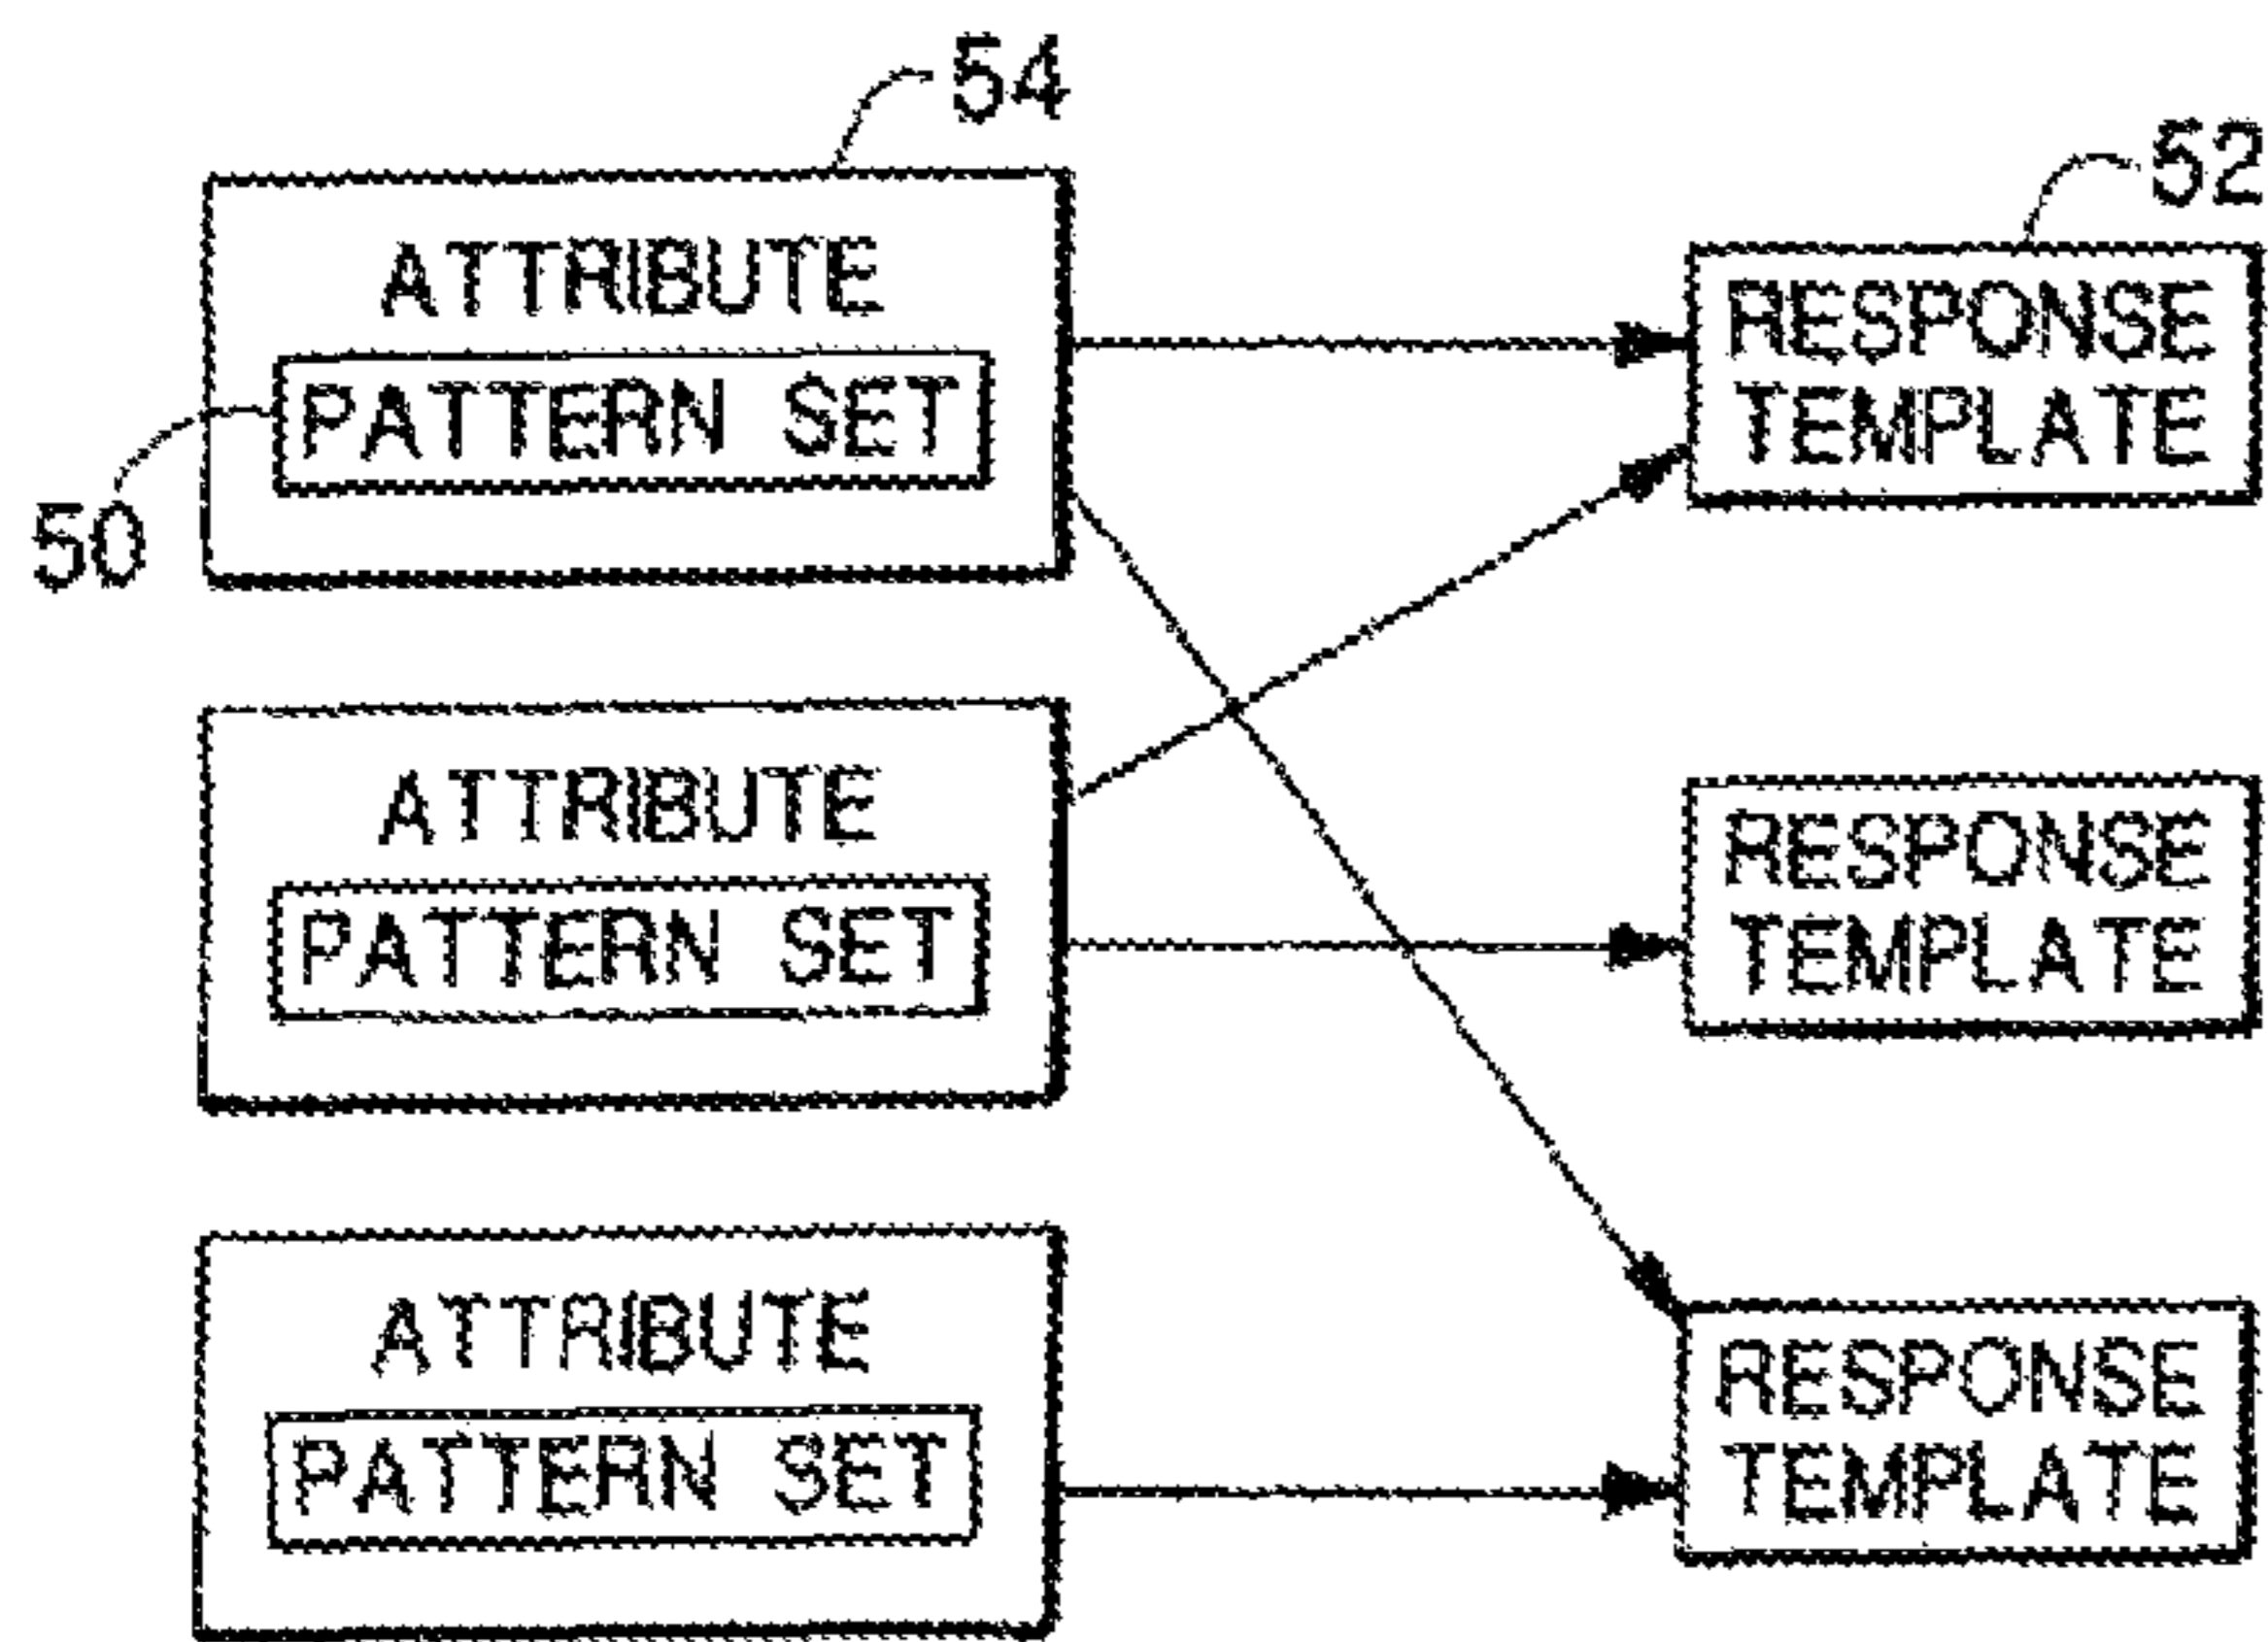 54
52
ATTRIBUTE
PATTERN SET
50
RESPONSE
TEMPLATE
ATTRIBUTE
PATTERN SET
RESPONSE
TEMPLATE
ATTRIBUTE
PATTERN SET
RESPONSE
TEMPLATE